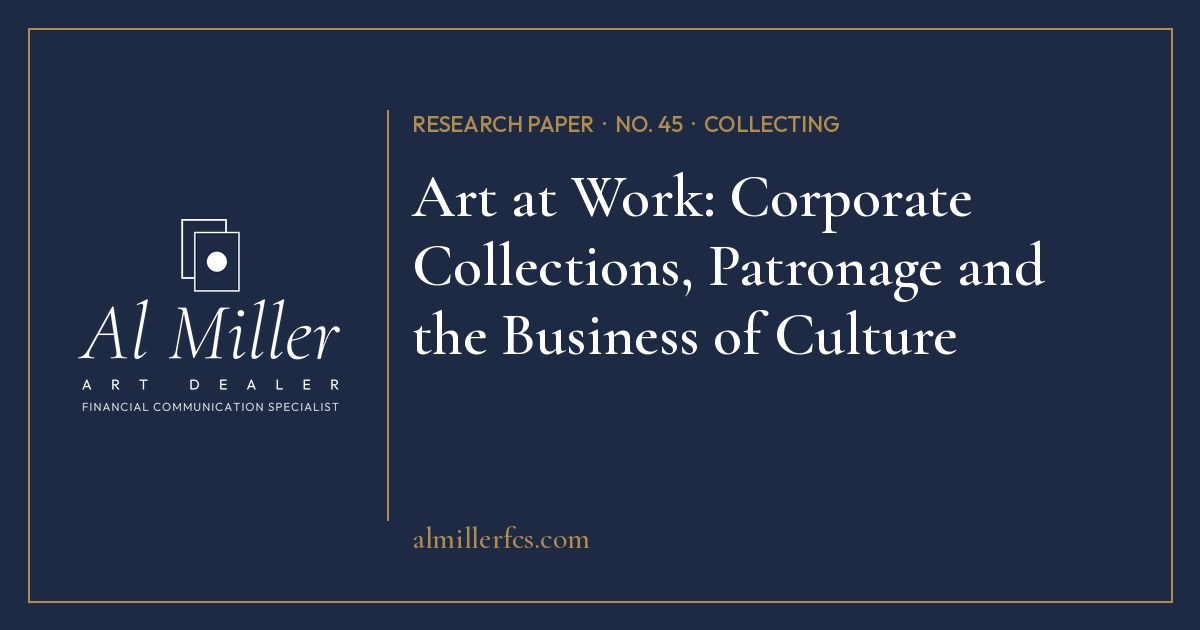 Al Miller
ART DEALER
FINANCIAL COMMUNICATION SPECIALIST
RESEARCH PAPER · NO. 45 · COLLECTING
Art at Work: Corporate
Collections, Patronage and
the Business of Culture
almillerfcs.com